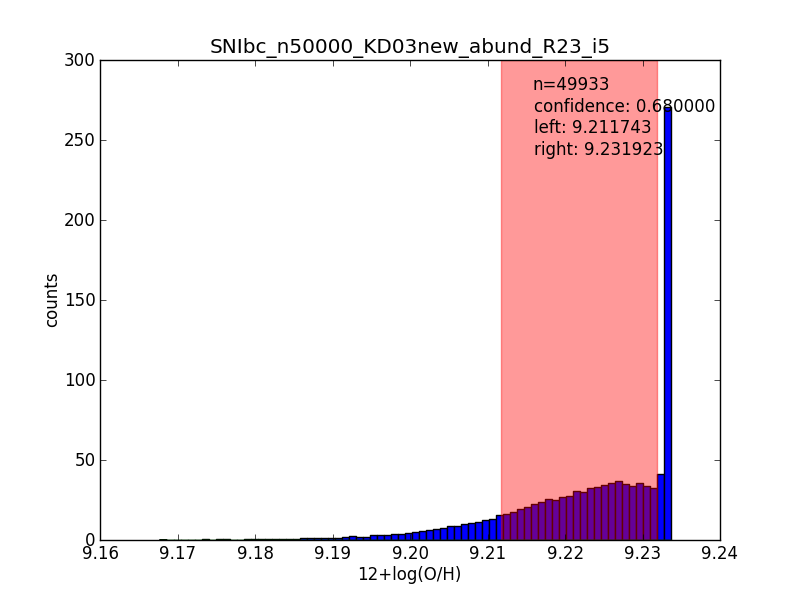 SNIbc_n50000_KD03new_abund_R23_i5
300
n=49933
confidence: 0.680000
left: 9.211743
right: 9.231923
250
200
150
100
50
0
counts
9.16 9.17 9.18 9.19 9.20 9.21 9.22 9.23 9.24
12+log(O/H)